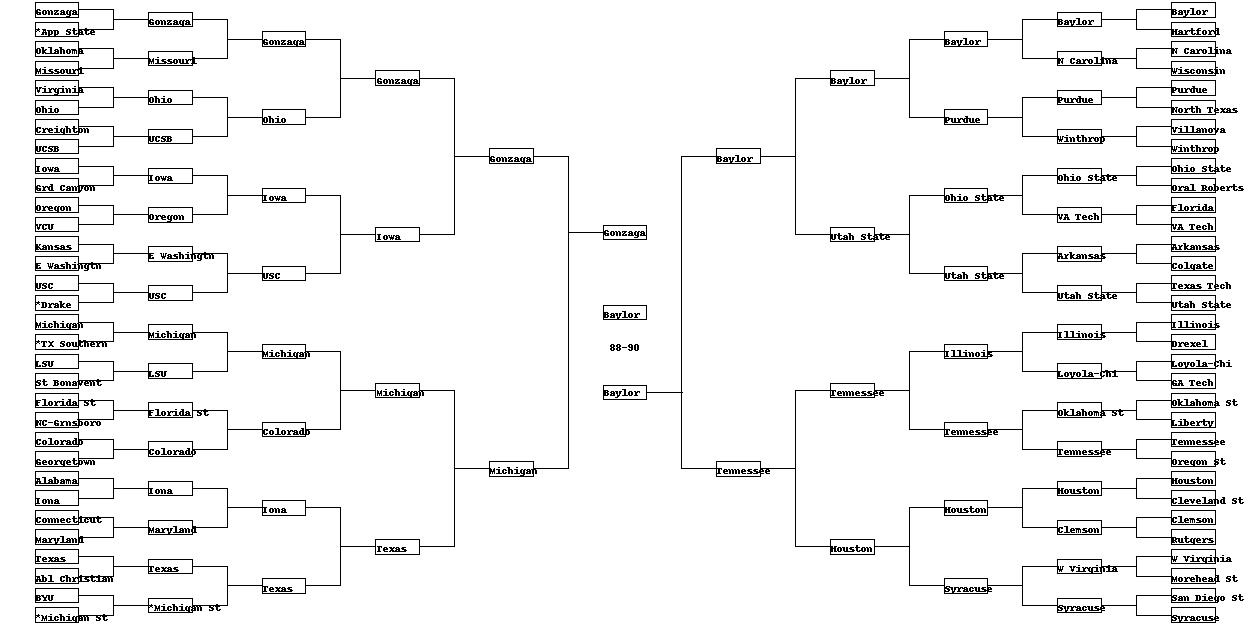 Gonzaga
*App State
Oklahoma
Missouri
Virginia
Ohio
Creighton
UCSB
Iowa
Grd Canyon
Oregon
VCU
Kansas
E Washingtn
USC
*Drake
Michigan
*TX Southern
LSU
St Bonavent
Florida St
NC-Grnsboro
Colorado
Georgetown
Alabama
Iona
Connecticut
Maryland
Texas
Abl Christian
BYU
*Michigan St
Gonzaga
Missouri
Ohio
UCSB
Iowa
Oregon
E Washingtn
USC
Michigan
LSU
Florida St
Colorado
Iona
Maryland
Texas
*Michigan St
Gonzaga
Ohio
Iowa
USC
Michigan
Colorado
Iona
Texas
Gonzaga
Iowa
Michigan
Texas
Gonzaga
Michigan
Gonzaga
Baylor
88-90
Baylor
Baylor
Tennessee
Baylor
Utah State
Tennessee
Houston
Baylor
Purdue
Ohio State
Utah State
Illinois
Tennessee
Houston
Syracuse
Baylor
N Carolina
Purdue
Winthrop
Ohio State
VA Tech
Arkansas
Utah State
Illinois
Loyola-Chi
Oklahoma St
Tennessee
Houston
Clemson
W Virginia
Syracuse
Baylor
Hartford
N Carolina
Wisconsin
Purdue
North Texas
Villanova
Winthrop
Ohio State
Oral Roberts
Florida
VA Tech
Arkansas
Colgate
Texas Tech
Utah State
Illinois
Drexel
Loyola-Chi
GA Tech
Oklahoma St
Liberty
Tennessee
Oregon St
Houston
Cleveland St
Clemson
Rutgers
W Virginia
Morehead St
San Diego St
Syracuse